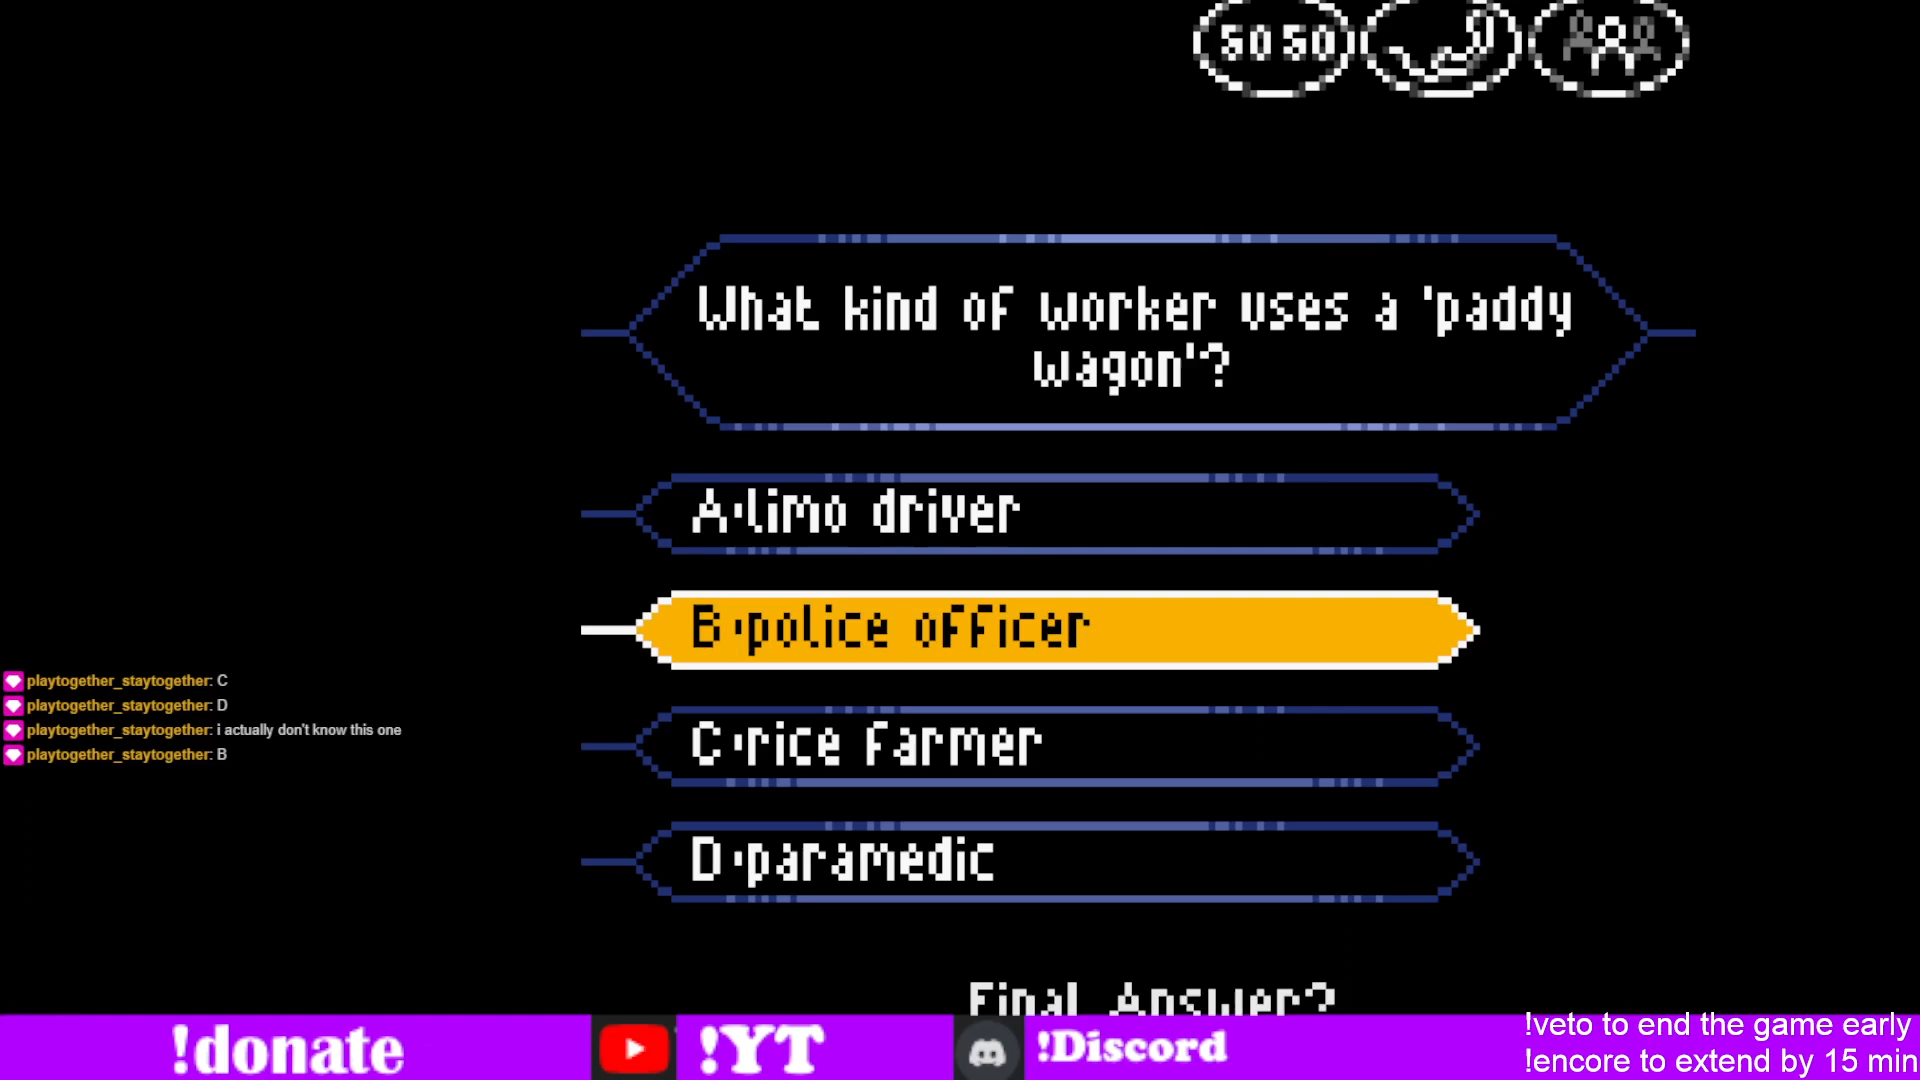 50 50
What kind of worker uses a 'paddy
wagon'?
A·limo driver
B·police officer
playtogether_staytogether: C
playtogether_staytogether: D
playtogether_staytogether: i actually don't know this one
playtogether_staytogether: B
C·rice farmer
D·paramedic
Final Answer?
!donate
!YT
!Discord
!veto to end the game early
!encore to extend by 15 min